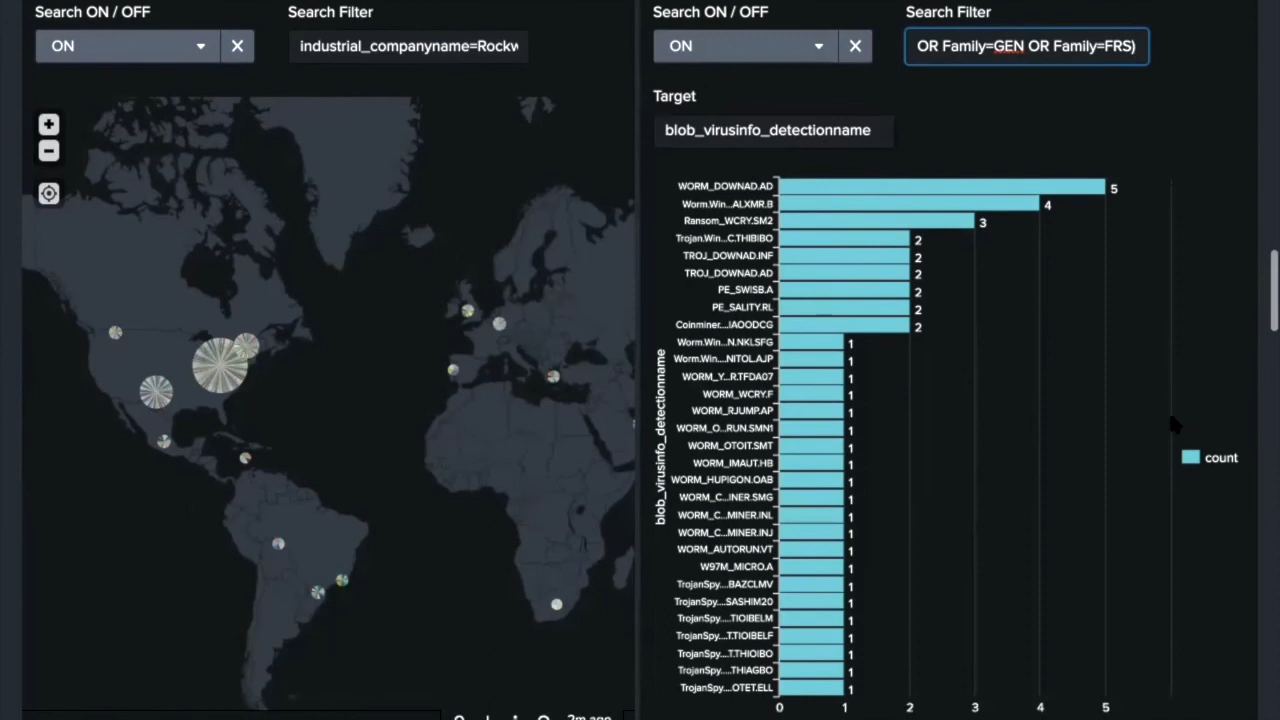 Search ON / OFF
Search Filter
ON
industrial_companyname=Rockw
Search ON / OFF
Search Filter
ON
OR Family=GEN OR Family=FRS)
Target
blob_virusinfo_detectionname
blob_virusinfo_detectionname
WORM_DOWNAD.AD 5
Worm.Win...ALXMR.B 4
Ransom_WCRY.SM2 3
Trojan.Win...C.THIBIBO 2
TROJ_DOWNAD.INF 2
TROJ_DOWNAD.AD 2
PE_SWISB.A 2
PE_SALITY.RL 2
Coinminer....IAOODCG 2
Worm.Win...N.NKLSFG 1
Worm.Win...NITOL.AJP 1
WORM_Y...R.TFDA07 1
WORM_WCRY.F 1
WORM_RJUMP.AP 1
WORM_O...RUN.SMN1 1
WORM_OTOIT.SMT 1
WORM_IMAUT.HB 1
WORM_HUPIGON.OAB 1
WORM_C...INER.SMG 1
WORM_C...MINER.INL 1
WORM_C...MINER.INJ 1
WORM_AUTORUN.VT 1
W97M_MICRO.A 1
TrojanSpy....BAZCLMV 1
TrojanSpy....SASHIM20 1
TrojanSpy....TIOIBELM 1
TrojanSpy....T.TIOIBELF 1
TrojanSpy....T.THIOIBO 1
TrojanSpy.....THIAGBO 1
TrojanSpy....OTET.ELL 1
0 1 2 3 4 5
count
2m ago